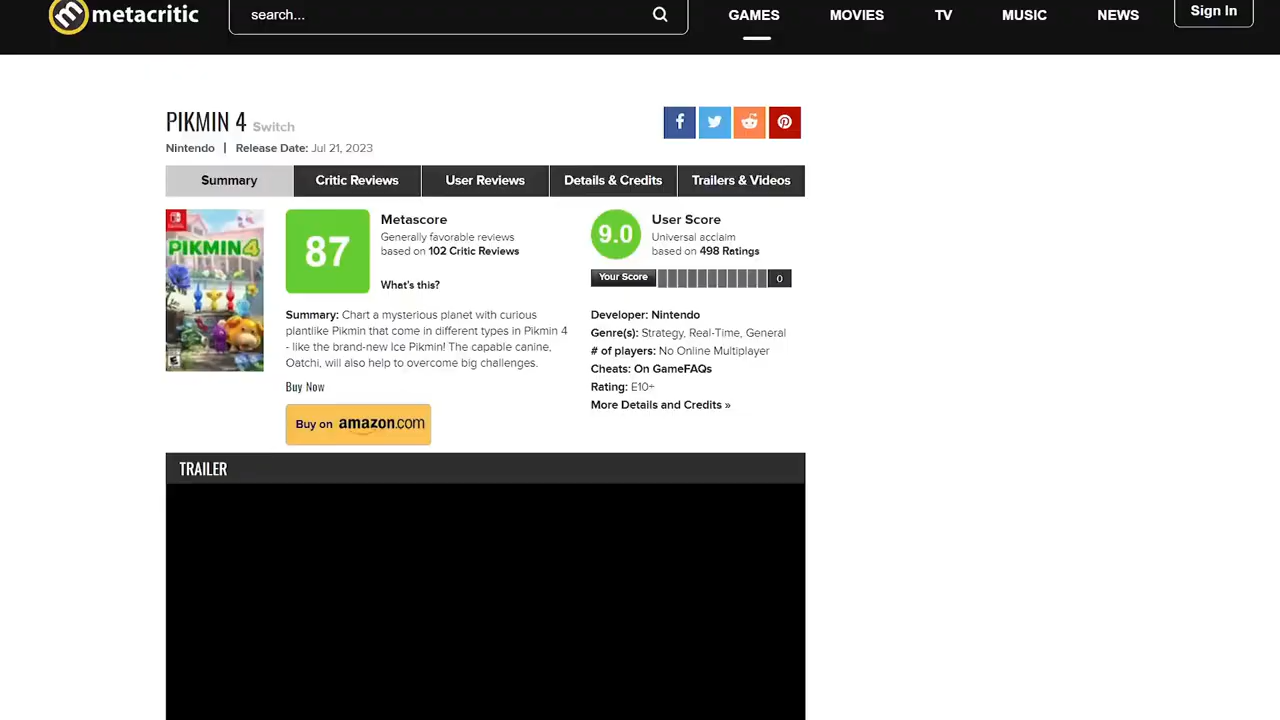 metacritic
search...
GAMES
MOVIES
TV
MUSIC
NEWS
Sign In
PIKMIN 4 Switch
Nintendo | Release Date: Jul 21, 2023
Summary
Critic Reviews
User Reviews
Details & Credits
Trailers & Videos
PIKMIN 4
87
Metascore
Generally favorable reviews
based on 102 Critic Reviews
What's this?
9.0
User Score
Universal acclaim
based on 498 Ratings
Your Score
0
Summary: Chart a mysterious planet with curious
plantlike Pikmin that come in different types in Pikmin 4
- like the brand-new Ice Pikmin! The capable canine,
Oatchi, will also help to overcome big challenges.
Buy Now
Buy on amazon.com
Developer: Nintendo
Genre(s): Strategy, Real-Time, General
# of players: No Online Multiplayer
Cheats: On GameFAQs
Rating: E10+
More Details and Credits »
TRAILER